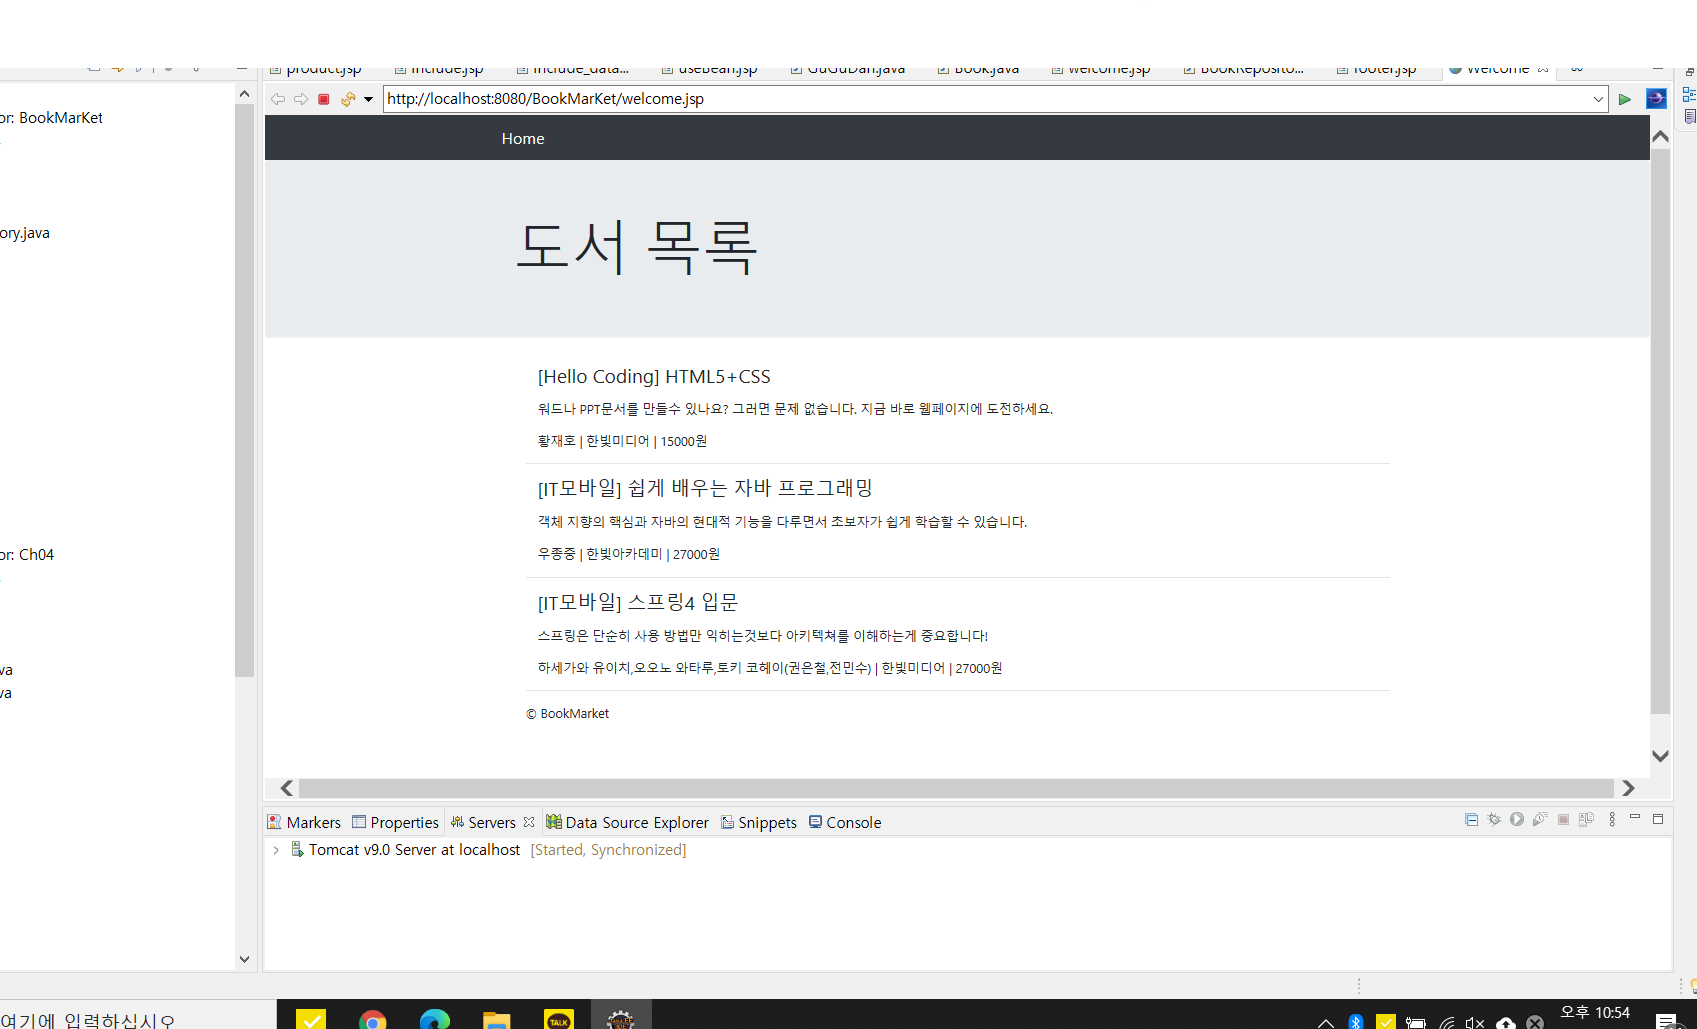 product.jsp include.jsp include_data... useBean.jsp GuGuDan.java Book.java welcome.jsp BookReposito... footer.jsp Welcome
http://localhost:8080/BookMarKet/welcome.jsp
or: BookMarKet
ory.java
or: Ch04
va
va
Home
도서 목록
[Hello Coding] HTML5+CSS
워드나 PPT문서를 만들수 있나요? 그러면 문제 없습니다. 지금 바로 웹페이지에 도전하세요.
황재호 | 한빛미디어 | 15000원
[IT모바일] 쉽게 배우는 자바 프로그래밍
객체 지향의 핵심과 자바의 현대적 기능을 다루면서 초보자가 쉽게 학습할 수 있습니다.
우종중 | 한빛아카데미 | 27000원
[IT모바일] 스프링4 입문
스프링은 단순히 사용 방법만 익히는것보다 아키텍쳐를 이해하는게 중요합니다!
하세가와 유이치,오오노 와타루,토키 코헤이(권은철,전민수) | 한빛미디어 | 27000원
© BookMarket
Markers Properties Servers Data Source Explorer Snippets Console
Tomcat v9.0 Server at localhost [Started, Synchronized]
여기에 입력하십시오
TALK
오후 10:54